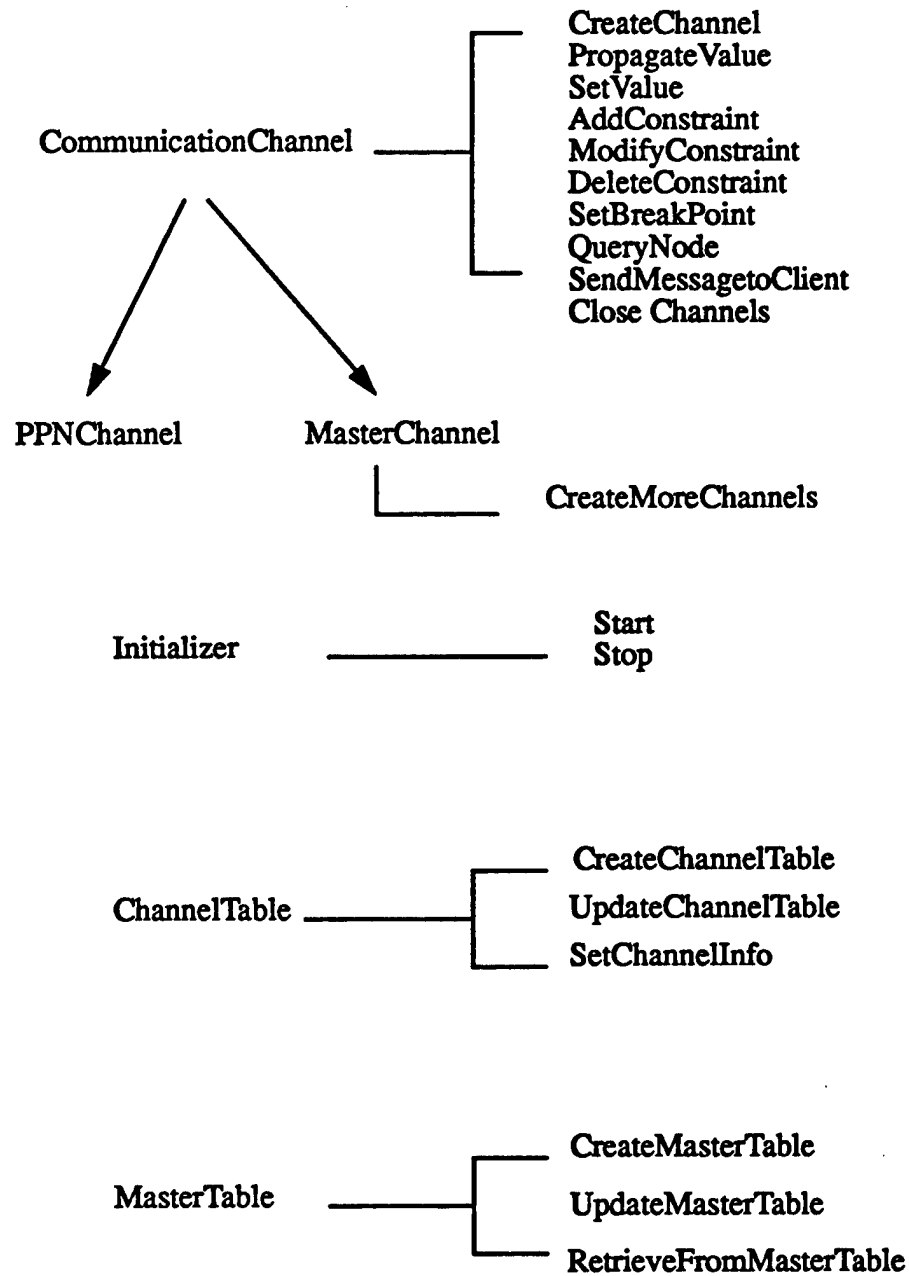 CreateChannel
PropagateValue
SetValue
AddConstraint
CommunicationChannel
ModifyConstraint
DeleteConstraint
SetBreakPoint
QueryNode
SendMessagetoClient
Close Channels
PPNChannel
MasterChannel
CreateMoreChannels
Initializer
Start
Stop
ChannelTable
CreateChannelTable
UpdateChannelTable
SetChannelInfo
MasterTable
CreateMasterTable
UpdateMasterTable
RetrieveFromMasterTable